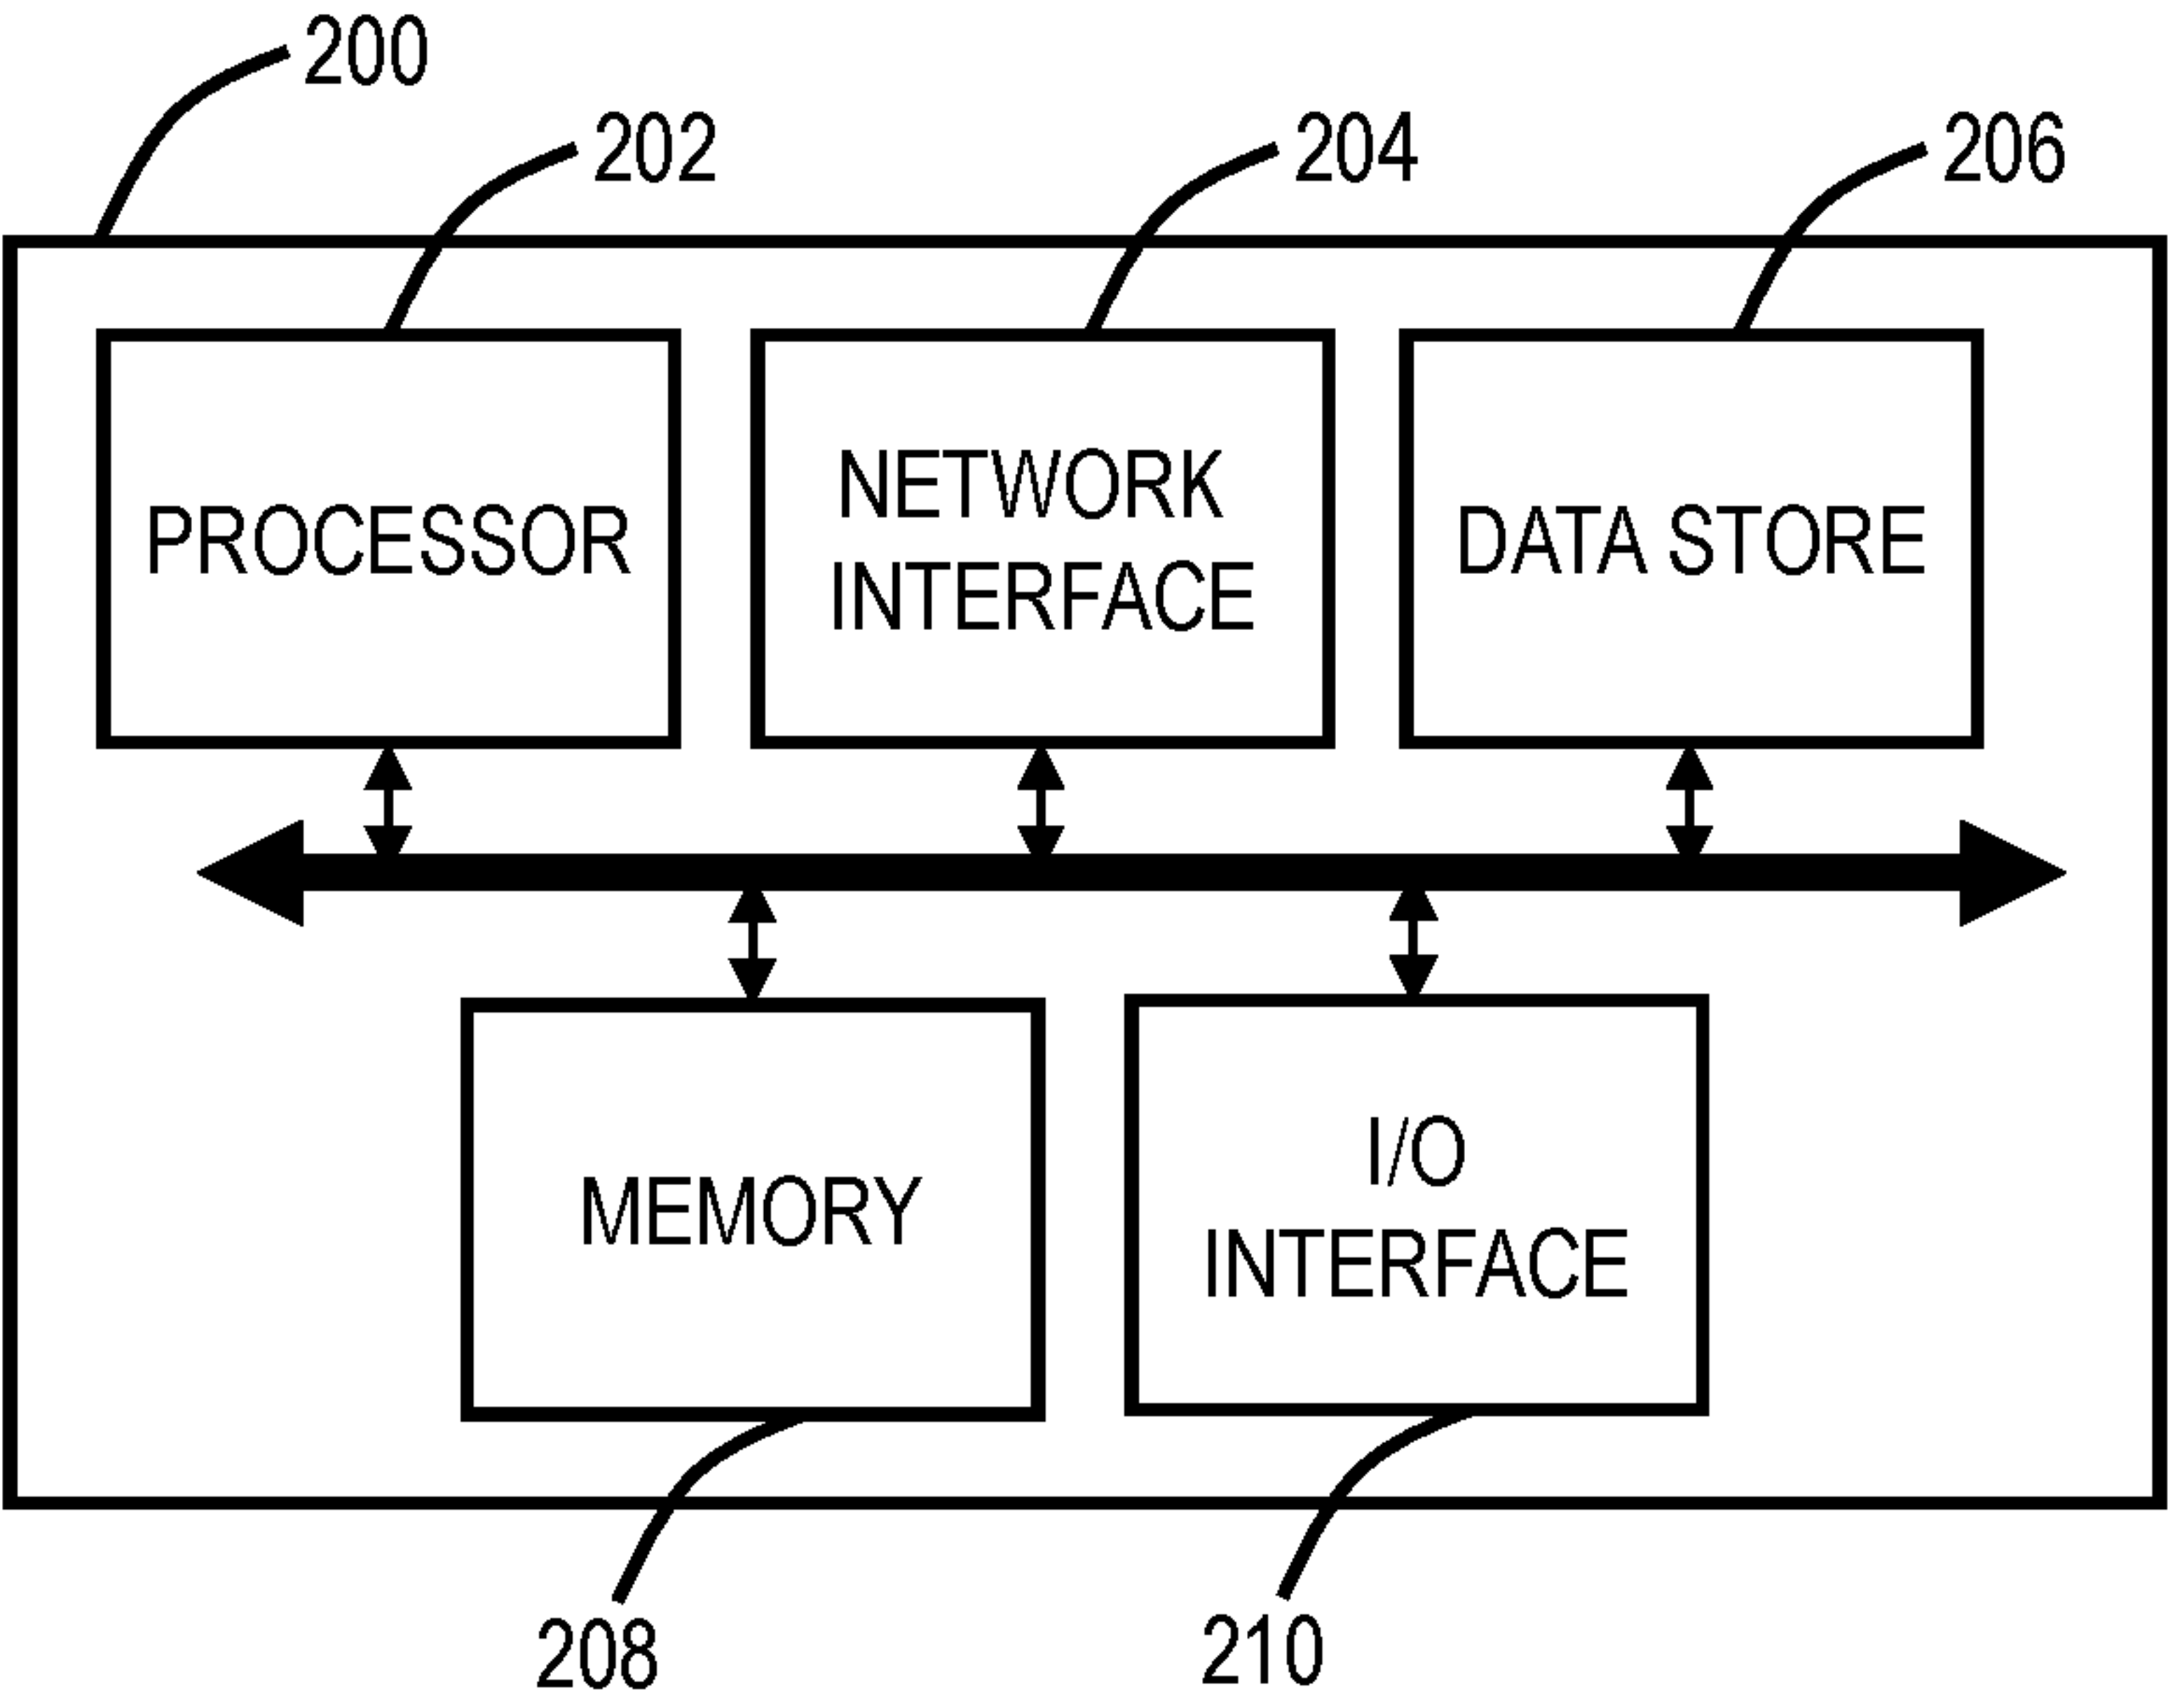 200
202
204
206
PROCESSOR
NETWORK
INTERFACE
DATA STORE
MEMORY
I/O
INTERFACE
208
210